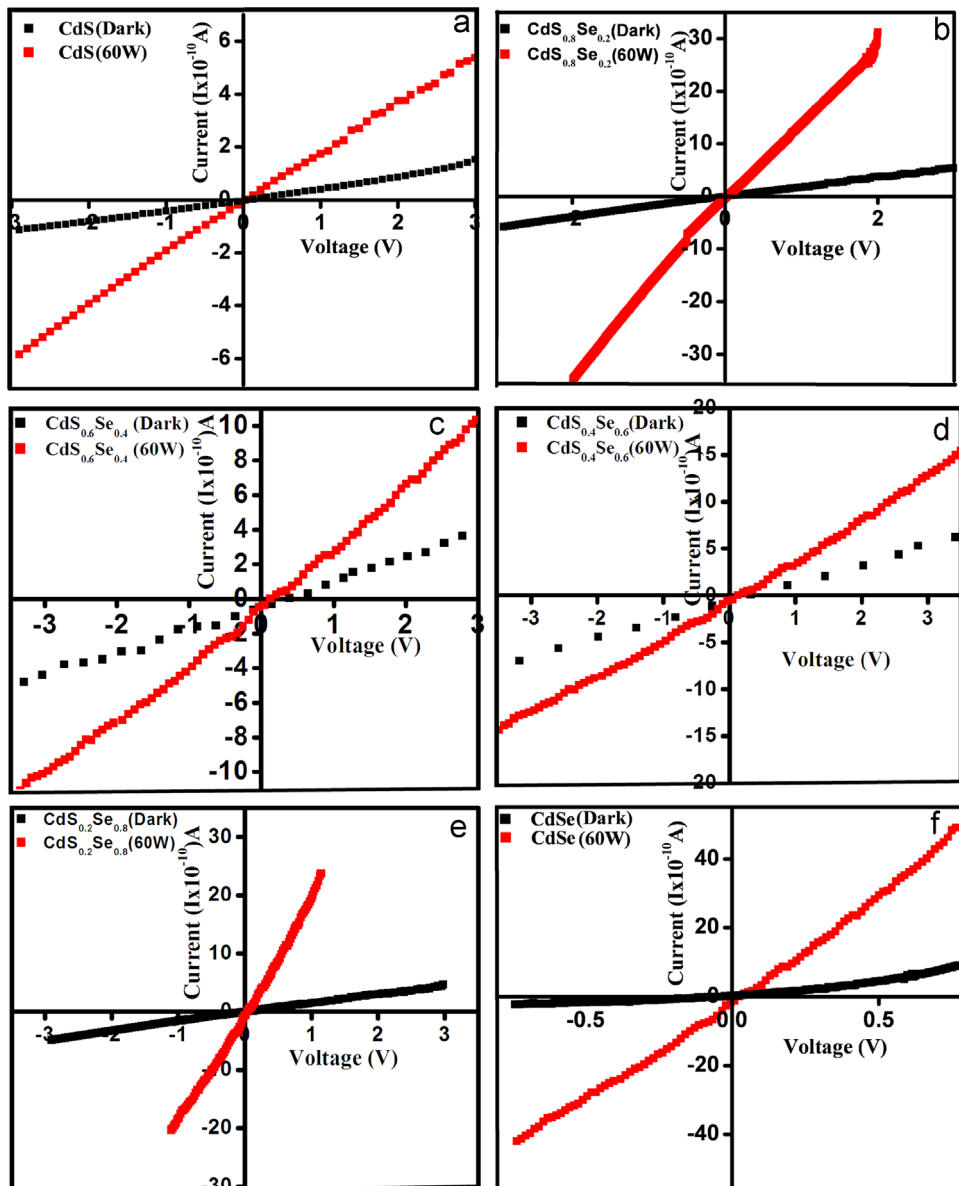 a
CdS(Dark)
CdS(60W)
Current (Ix10⁻¹⁰A)
6
4
2
0
-2
-4
-6
-3 -1 0 1 2 3
Voltage (V)
b
CdS₀.₈Se₀.₂(Dark)
CdS₀.₈Se₀.₂(60W)
Current (Ix10⁻¹⁰A)
30
20
10
0
-10
-20
-30
2 0 2
Voltage (V)
c
CdS₀.₆Se₀.₄ (Dark)
CdS₀.₆Se₀.₄ (60W)
Current (Ix10⁻¹⁰)A
10
8
6
4
2
0
-2
-4
-6
-8
-10
-3 -2 -1 0 1 2 3
Voltage (V)
d
CdS₀.₄Se₀.₆(Dark)
CdS₀.₄Se₀.₆(60W)
Current (Ix10⁻¹⁰)A
20
15
10
5
0
-5
-10
-15
20
-3 -2 -1 0 1 2 3
Voltage (V)
e
CdS₀.₂Se₀.₈(Dark)
CdS₀.₂Se₀.₈(60W)
Current (Ix10⁻¹⁰)A
30
20
10
0
-10
-20
-30
-3 -2 -1 0 1 2 3
Voltage (V)
f
CdSe(Dark)
CdSe(60W)
Current (Ix10⁻¹⁰A)
40
20
0
-20
-40
-0.5 0.0 0.5
Voltage (V)